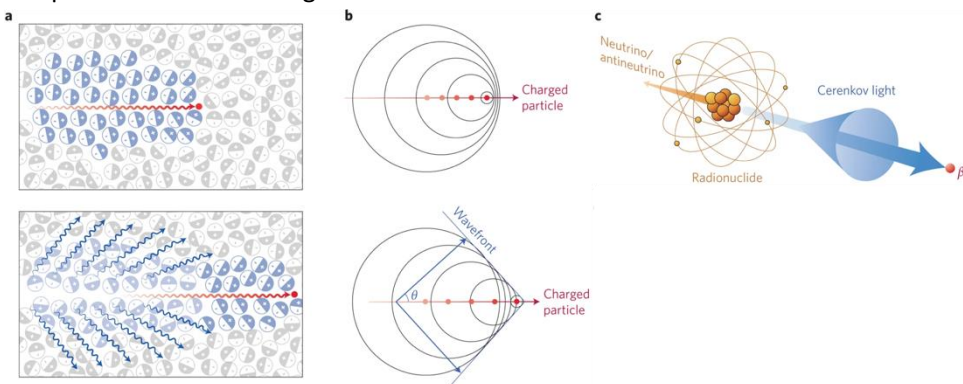 a
b
c
Charged
particle
Neutrino/
antineutrino
Cerenkov light
Radionuclide
β
Wavefront
θ
Charged
particle